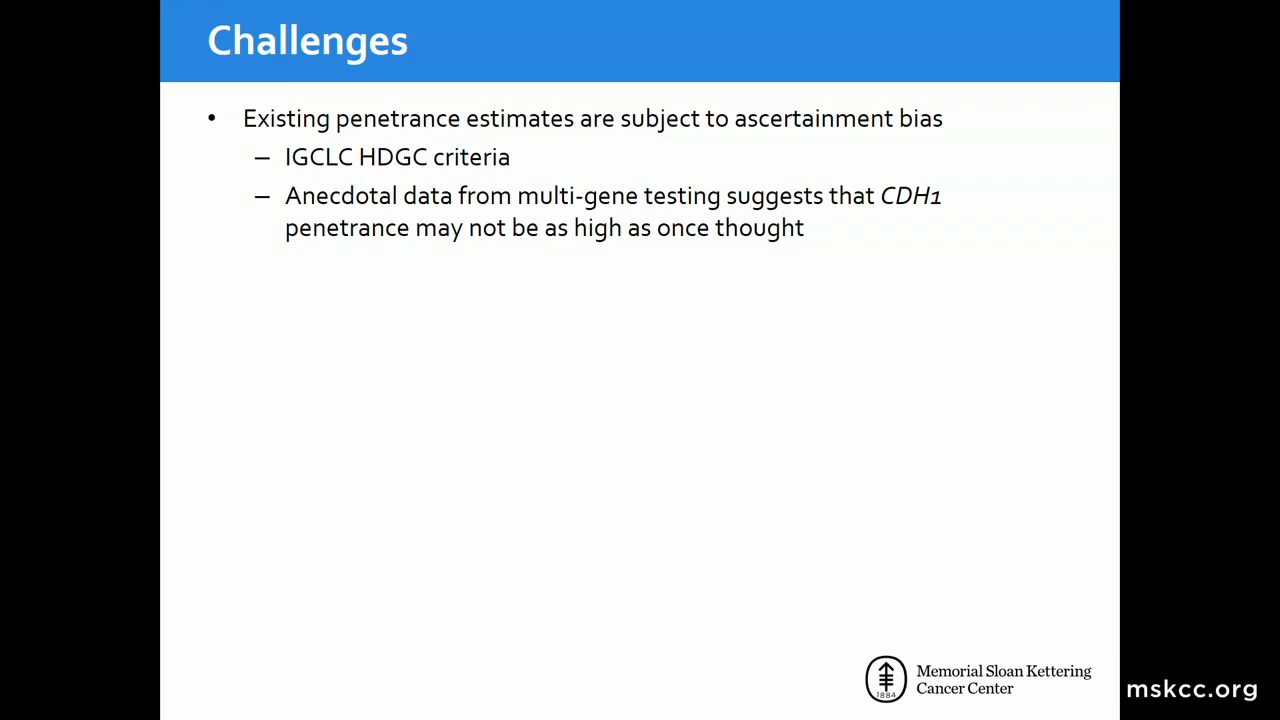 Challenges
• Existing penetrance estimates are subject to ascertainment bias
– IGCLC HDGC criteria
– Anecdotal data from multi-gene testing suggests that CDH1
penetrance may not be as high as once thought
1884
Memorial Sloan Kettering
Cancer Center
mskcc.org